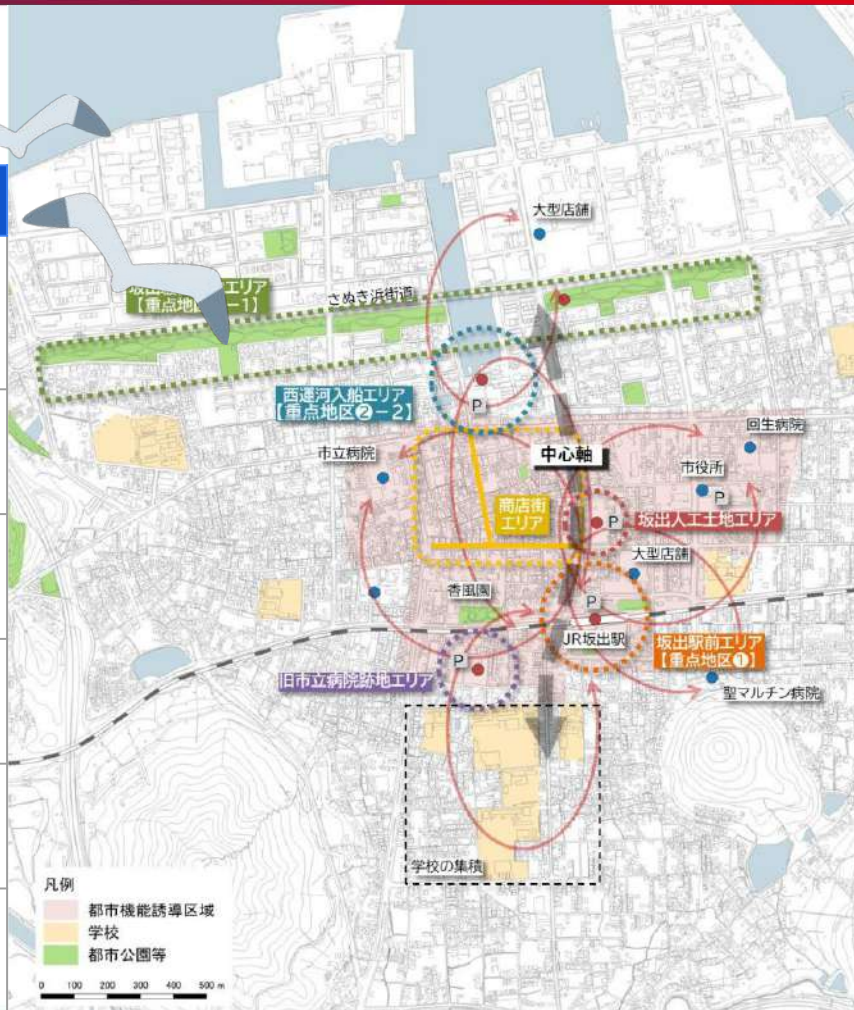 大型店舗
さぬき浜街道
エリア
【重点地区
-1】
西運河入船エリア
【重点地区❷-2】
P
回生病院
市立病院
中心軸
市役所
P
商店街
エリア
P
坂出人工土地エリア
大型店舗
香風園
P
JR坂出駅
坂出駅前エリア
【重点地区❶】
P
旧市立病院跡地エリア
聖マルチン病院
学校の集積
凡例
都市機能誘導区域
学校
都市公園等
0 100 200 300 400 500 m